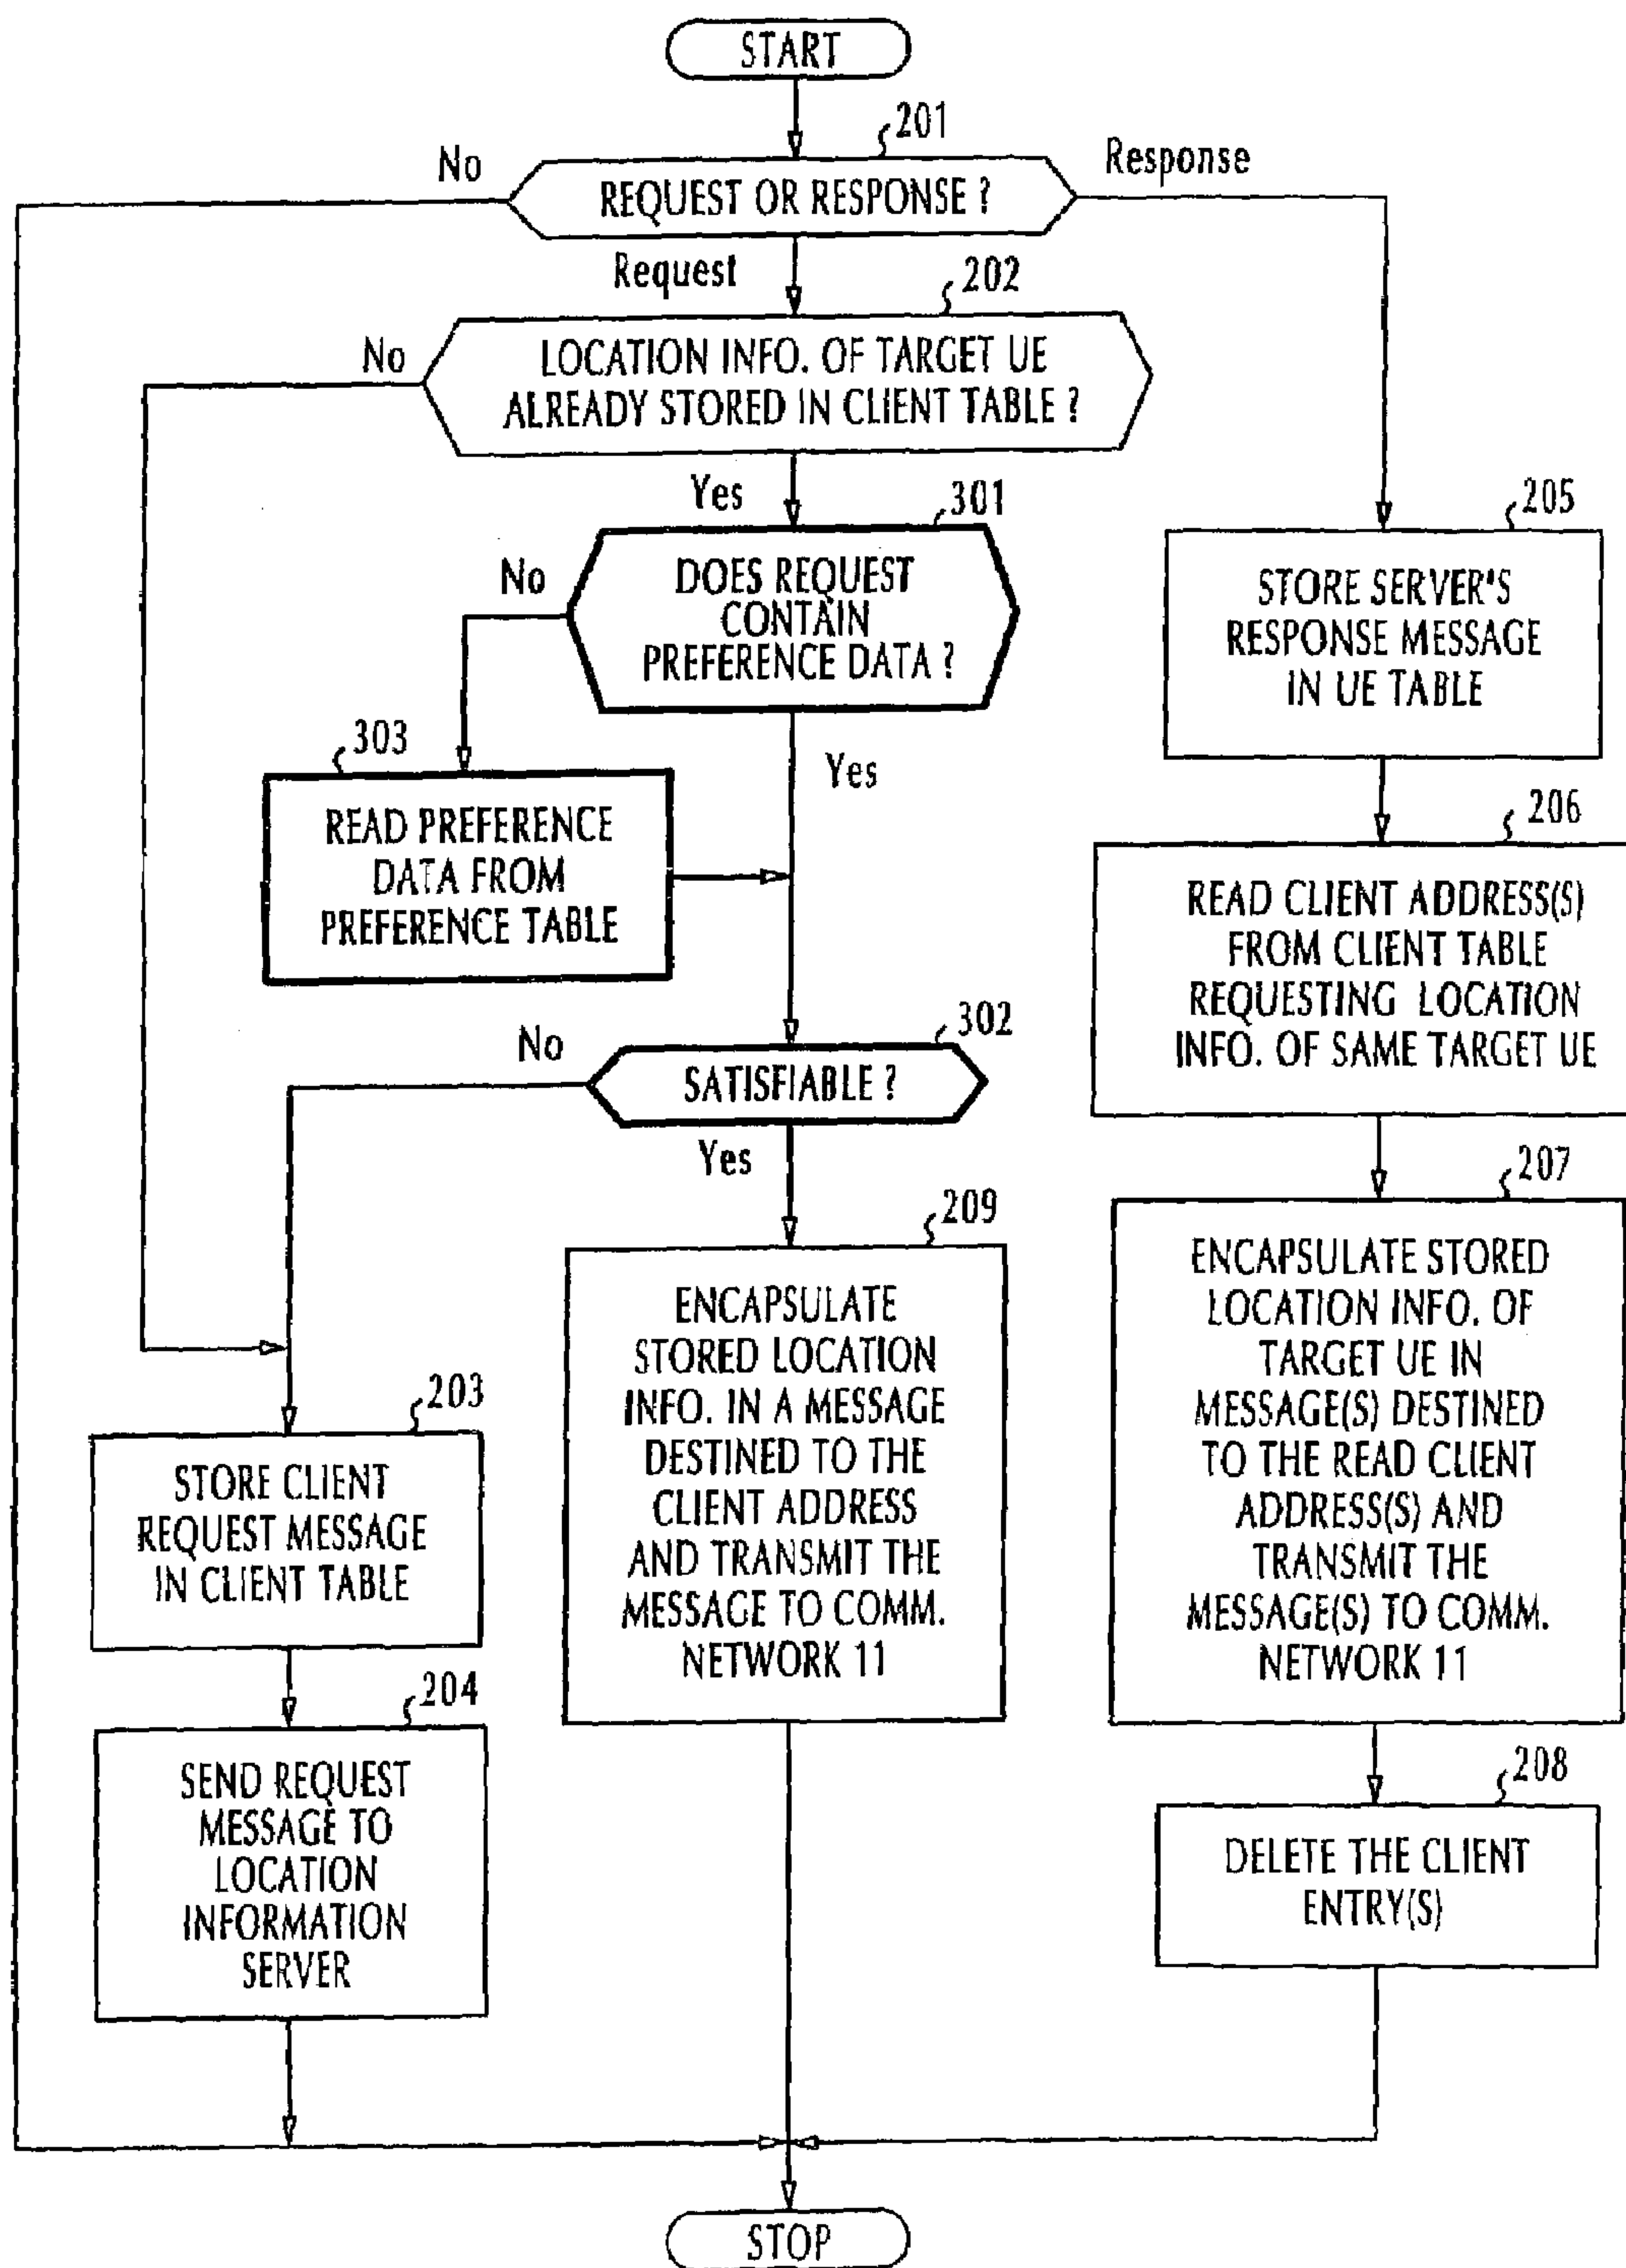 START
201
No
Response
REQUEST OR RESPONSE ?
Request
202
No
LOCATION INFO. OF TARGET UE
ALREADY STORED IN CLIENT TABLE ?
Yes
301
No
DOES REQUEST
CONTAIN
PREFERENCE DATA ?
205
STORE SERVER'S
RESPONSE MESSAGE
IN UE TABLE
303
Yes
READ PREFERENCE
DATA FROM
PREFERENCE TABLE
206
READ CLIENT ADDRESS(S)
FROM CLIENT TABLE
REQUESTING LOCATION
INFO. OF SAME TARGET UE
302
No
SATISFIABLE ?
Yes
207
ENCAPSULATE STORED
LOCATION INFO. OF
TARGET UE IN
MESSAGE(S) DESTINED
TO THE READ CLIENT
ADDRESS(S) AND
TRANSMIT THE
MESSAGE(S) TO COMM.
NETWORK 11
209
ENCAPSULATE
STORED LOCATION
INFO. IN A MESSAGE
DESTINED TO THE
CLIENT ADDRESS
AND TRANSMIT THE
MESSAGE TO COMM.
NETWORK 11
203
STORE CLIENT
REQUEST MESSAGE
IN CLIENT TABLE
204
SEND REQUEST
MESSAGE TO
LOCATION
INFORMATION
SERVER
208
DELETE THE CLIENT
ENTRY(S)
STOP